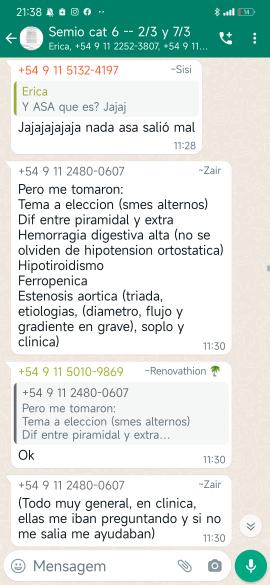 21:38
54
Semio cat 6 -- 2/3 y 7/3
Erica, +54 9 11 2252-3807, +54 9 11...
+54 9 11 5132-4197 ~Sisi
Erica
Y ASA que es? Jajaj
Jajajajajaja nada asa salió mal
11:28
+54 9 11 2480-0607 ~Zair
Pero me tomaron:
Tema a eleccion (smes alternos)
Dif entre piramidal y extra
Hemorragia digestiva alta (no se
olviden de hipotension ortostatica)
Hipotiroidismo
Ferropenica
Estenosis aortica (triada,
etiologias, (diametro, flujo y
gradiente en grave), soplo y
clinica)
11:30
+54 9 11 5010-9869 ~Renovathion 🌴
+54 9 11 2480-0607
Pero me tomaron:
Tema a eleccion (smes alternos)
Dif entre piramidal y extra...
Ok
11:30
+54 9 11 2480-0607 ~Zair
(Todo muy general, en clinica,
ellas me iban preguntando y si no
me salia me ayudaban)
11:30
Mensagem